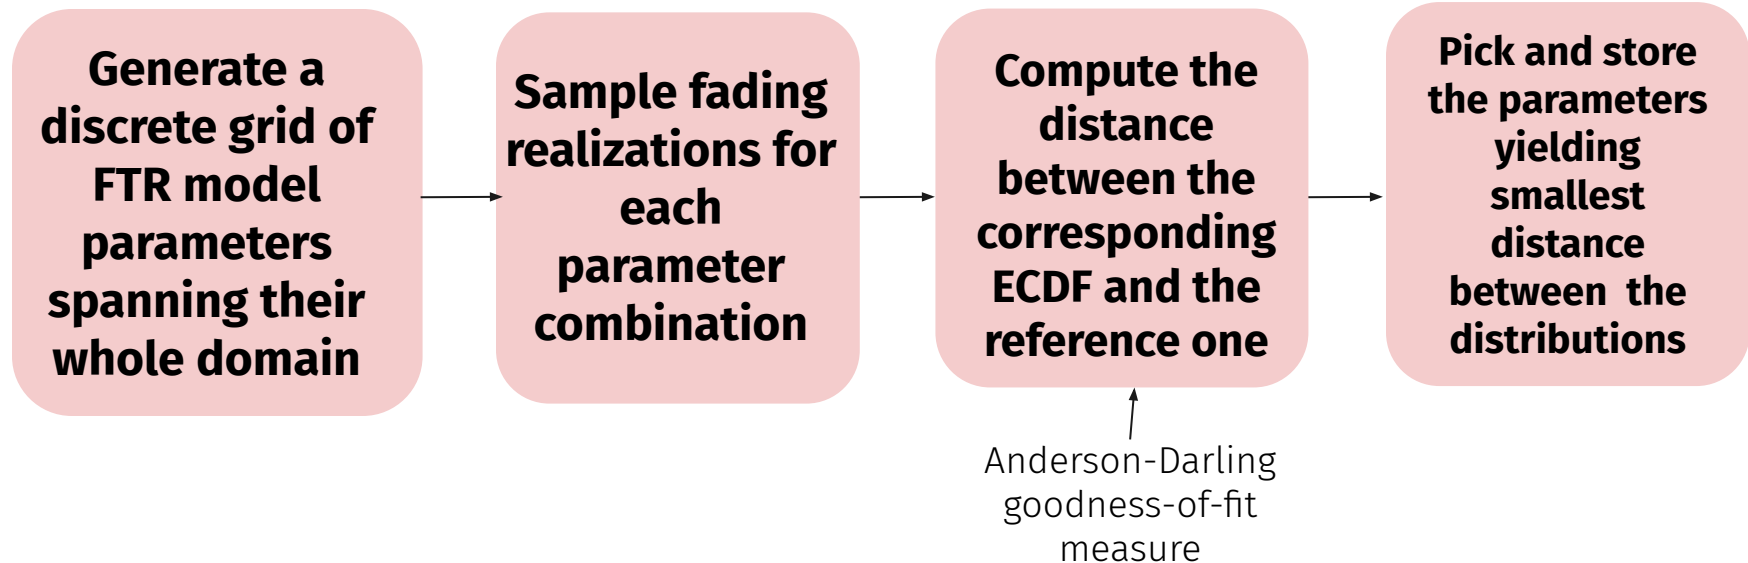 Generate a
discrete grid of
FTR model
parameters
spanning their
whole domain
Sample fading
realizations for
each
parameter
combination
Compute the
distance
between the
corresponding
ECDF and the
reference one
Pick and store
the parameters
yielding
smallest
distance
between the
distributions
Anderson-Darling
goodness-of-fit
measure